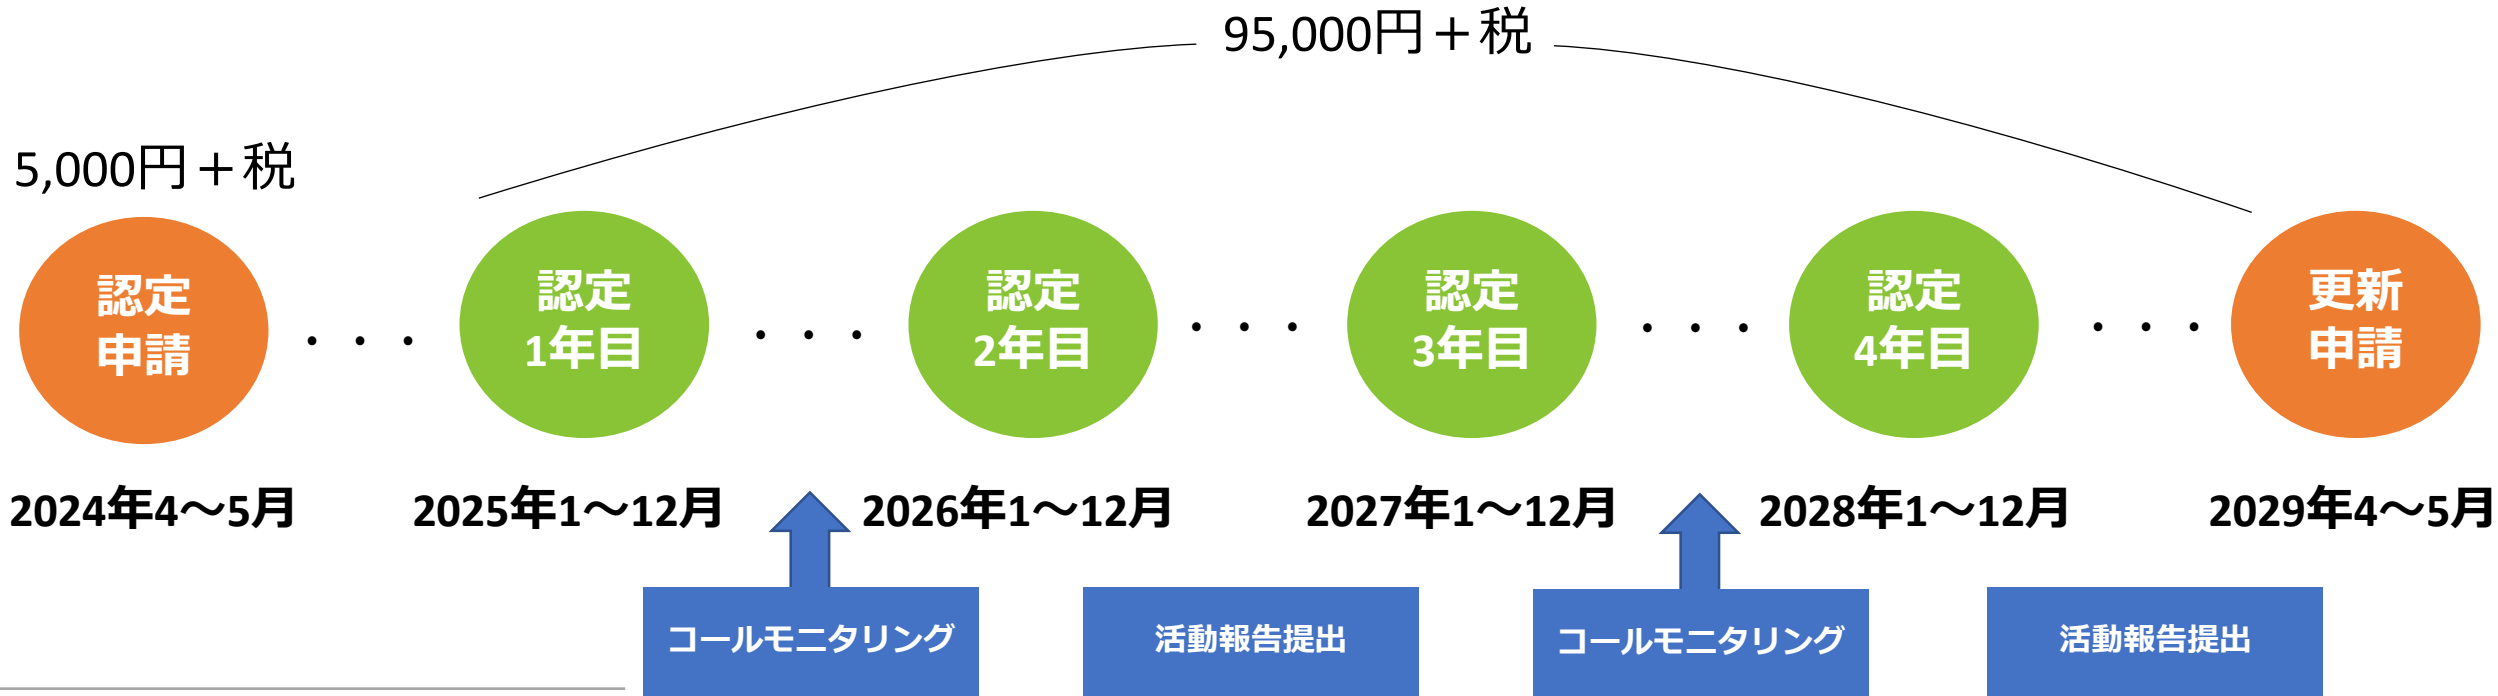 95,000円＋税
5,000円＋税
認定
申請
・・・
認定
1年目
・・・
認定
2年目
・・・
認定
3年目
・・・
認定
4年目
・・・
更新
申請
2024年4～5月
2025年1～12月
2026年1～12月
2027年1～12月
2028年1～12月
2029年4～5月
コールモニタリング
活動報告提出
コールモニタリング
活動報告提出